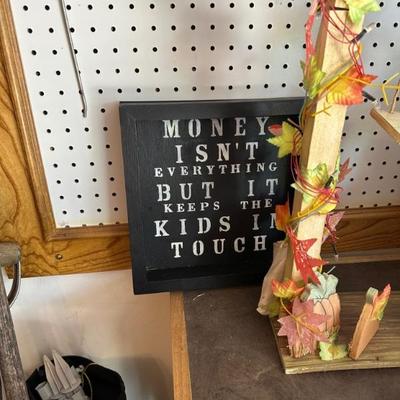 MONEY
ISN'T
EVERYTHING
BUT IT
KEEPS THE
KIDS IN
TOUCH